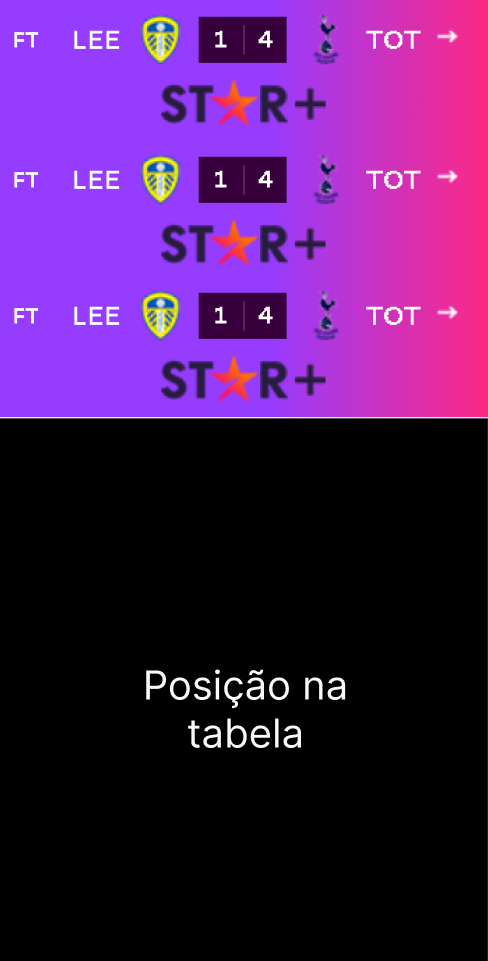 FT LEE 1 4 TOT →
ST★R+
FT LEE 1 4 TOT →
ST★R+
FT LEE 1 4 TOT →
ST★R+
Posição na
tabela